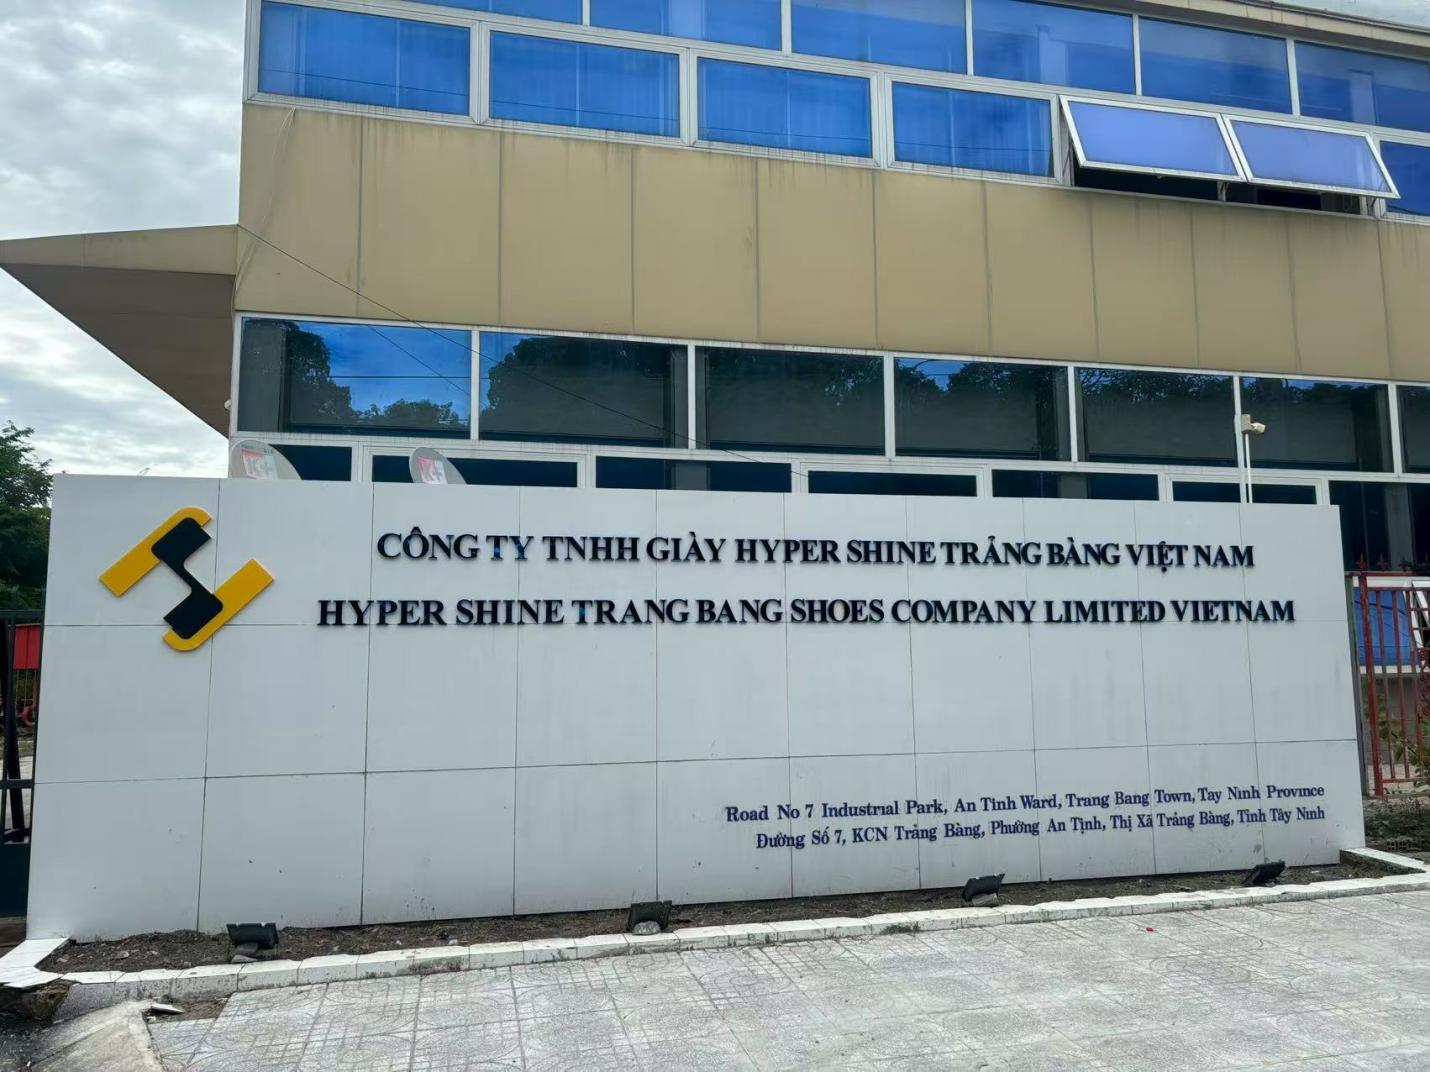 CÔNG TY TNHH GIÀY HYPER SHINE TRẢNG BÀNG VIỆT NAM
HYPER SHINE TRANG BANG SHOES COMPANY LIMITED VIETNAM
Road No 7 Industrial Park, An Tinh Ward, Trang Bang Town, Tay Ninh Province
Đường Số 7, KCN Trảng Bàng, Phường An Tịnh, Thị Xã Trảng Bàng, Tỉnh Tây Ninh